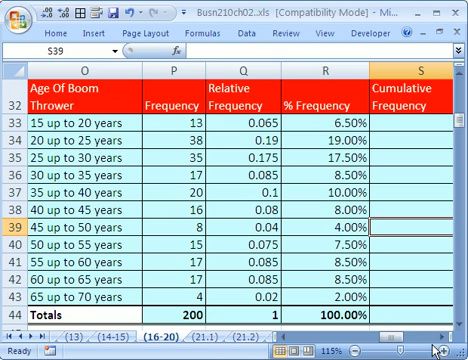 Busn210ch02...xls [Compatibility Mode] - Mi...
Home Insert Page Layout Formulas Data Review View Developer
S39 fx
O P Q R S
32 Age Of Boom Thrower Frequency Relative Frequency % Frequency Cumulative Frequency
33 15 up to 20 years 13 0.065 6.50%
34 20 up to 25 years 38 0.19 19.00%
35 25 up to 30 years 35 0.175 17.50%
36 30 up to 35 years 17 0.085 8.50%
37 35 up to 40 years 20 0.1 10.00%
38 40 up to 45 years 16 0.08 8.00%
39 45 up to 50 years 8 0.04 4.00%
40 50 up to 55 years 15 0.075 7.50%
41 55 up to 60 years 17 0.085 8.50%
42 60 up to 65 years 17 0.085 8.50%
43 65 up to 70 years 4 0.02 2.00%
44 Totals 200 1 100.00%
(13) (14-15) (16-20) (21.1) (21.2)
Ready 115%